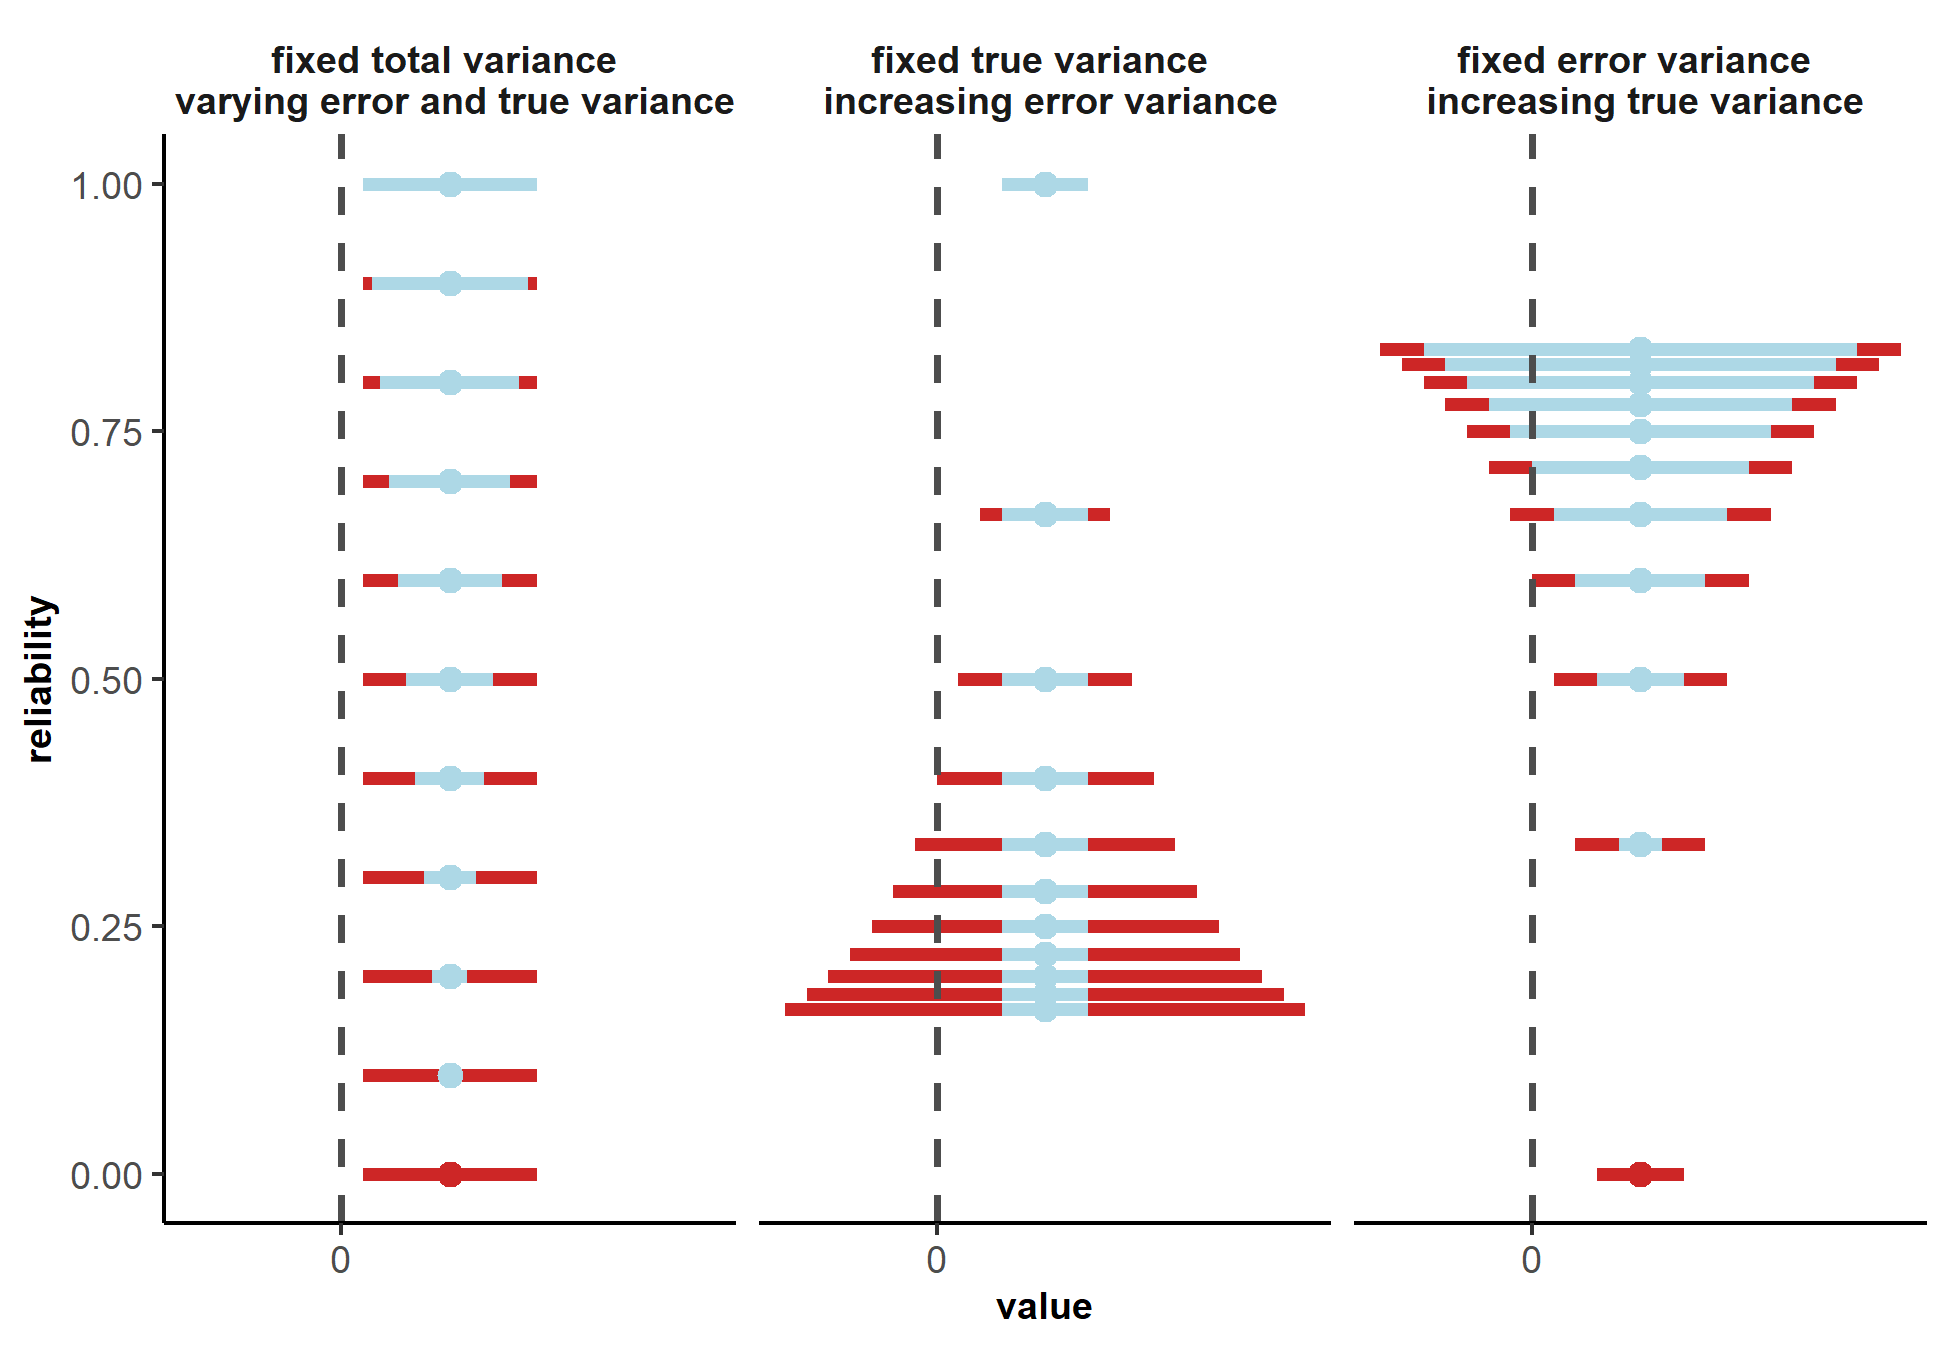 fixed total variance
varying error and true variance
fixed true variance
increasing error variance
fixed error variance
increasing true variance
reliability
1.00
0.75
0.50
0.25
0.00
0
0
0
value